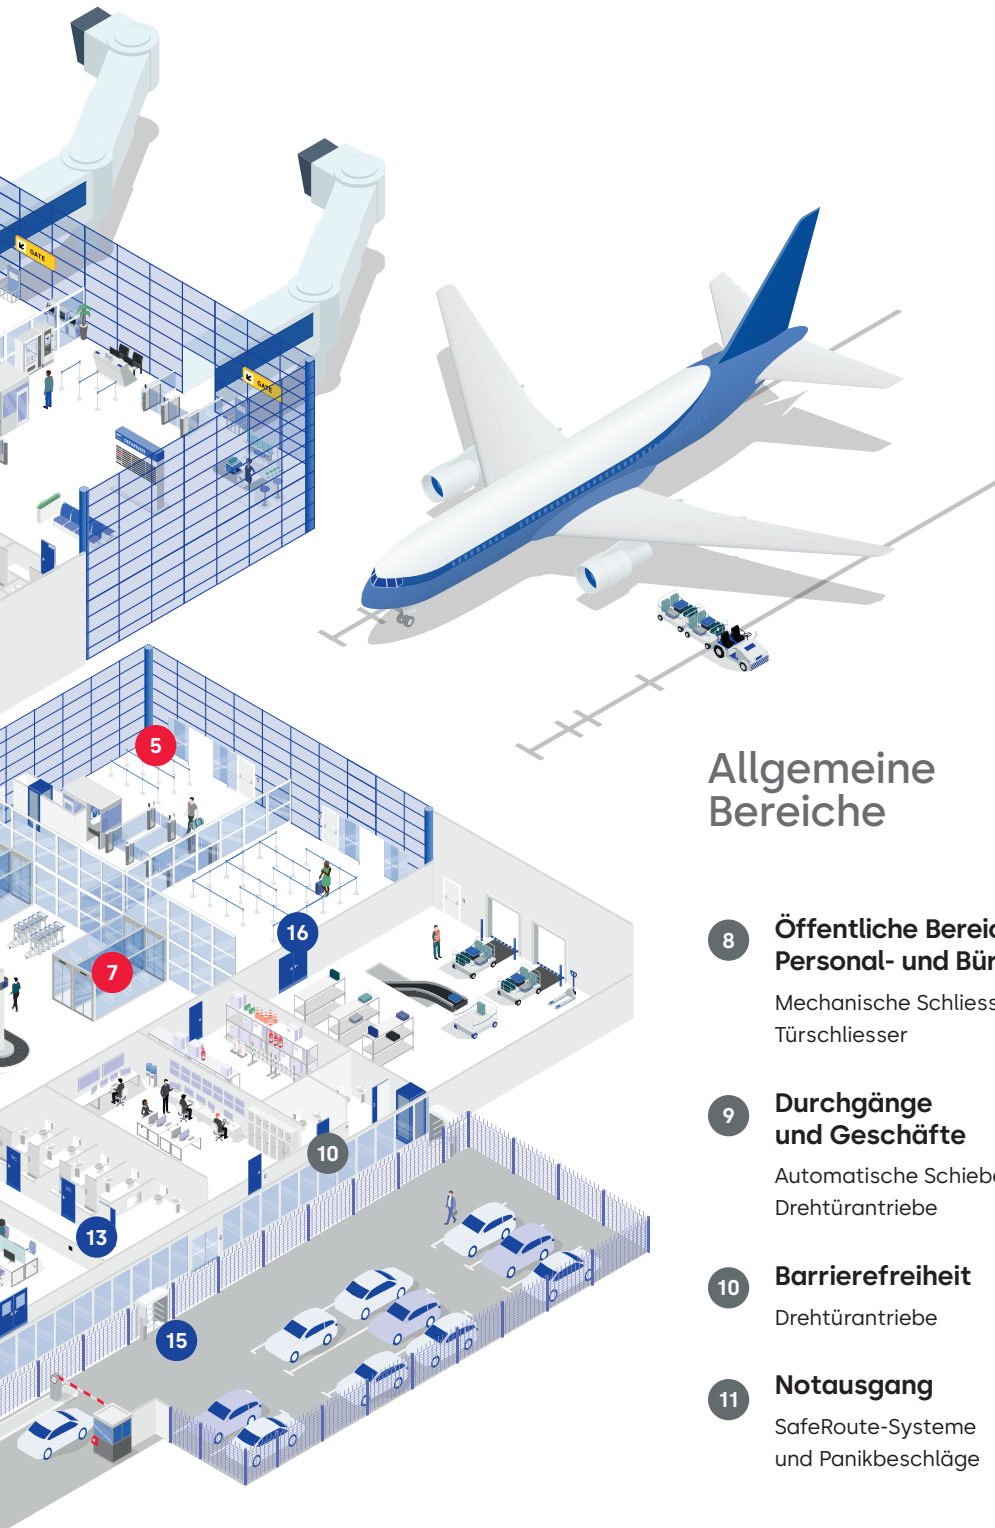 GATE
GATE
DEPARTURES
5
7
16
10
13
15
Allgemeine
Bereiche
8
Öffentliche Bereic
Personal- und Bür
Mechanische Schliess
Türschliesser
9
Durchgänge
und Geschäfte
Automatische Schiebe
Drehtürantriebe
10
Barrierefreiheit
Drehtürantriebe
11
Notausgang
SafeRoute-Systeme
und Panikbeschläge